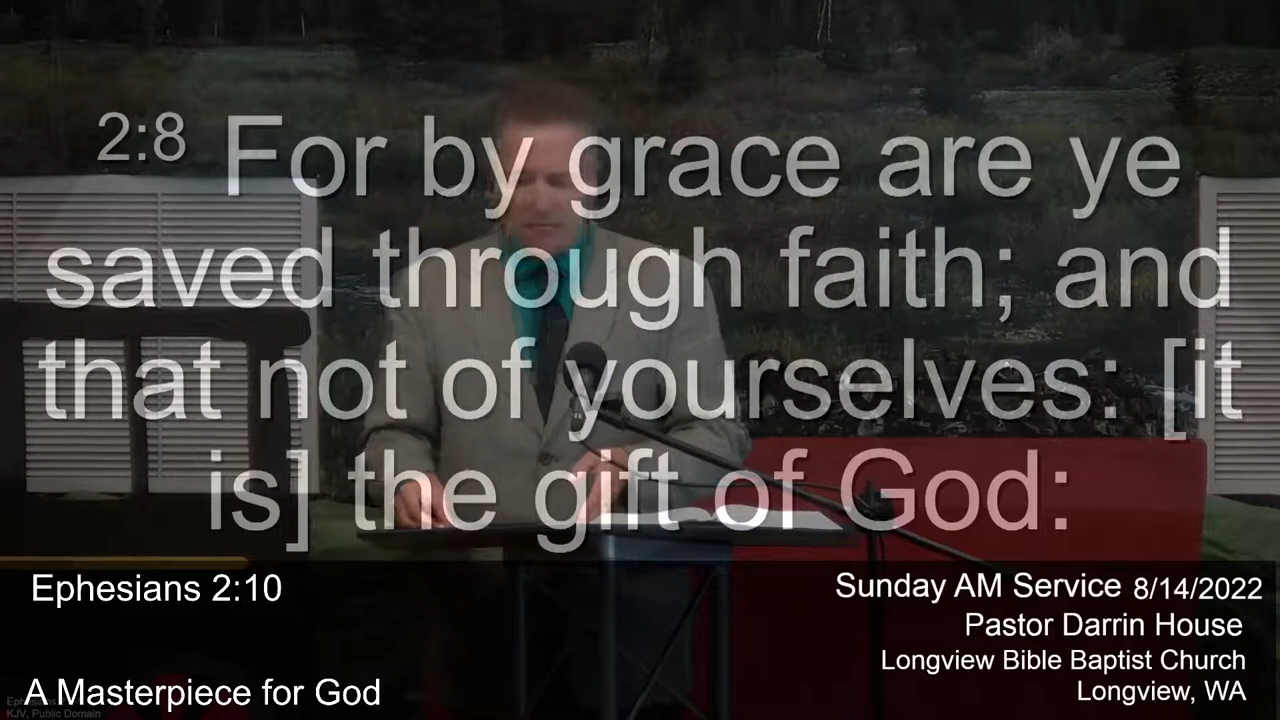 2:8 For by grace are ye
saved through faith; and
that not of yourselves: [it
is] the gift of God:
Ephesians 2:10
Sunday AM Service 8/14/2022
Pastor Darrin House
Longview Bible Baptist Church
Longview, WA
A Masterpiece for God
KJV, Public Domain